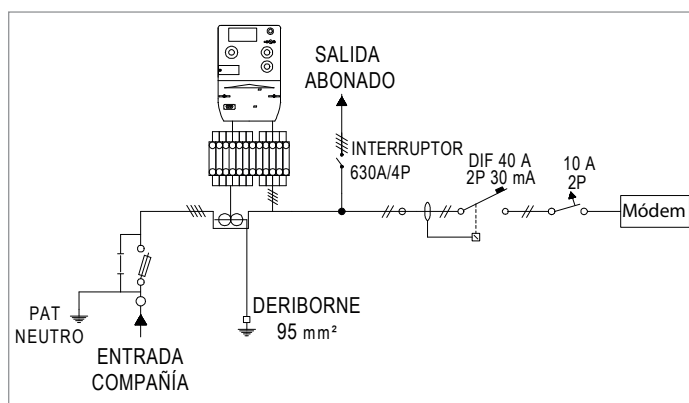 SALIDA
ABONADO
INTERRUPTOR
630A/4P
DIF 40 A
2P 30 mA
10 A
2P
Módem
PAT
NEUTRO
DERIBORNE
95 mm²
ENTRADA
COMPAÑÍA